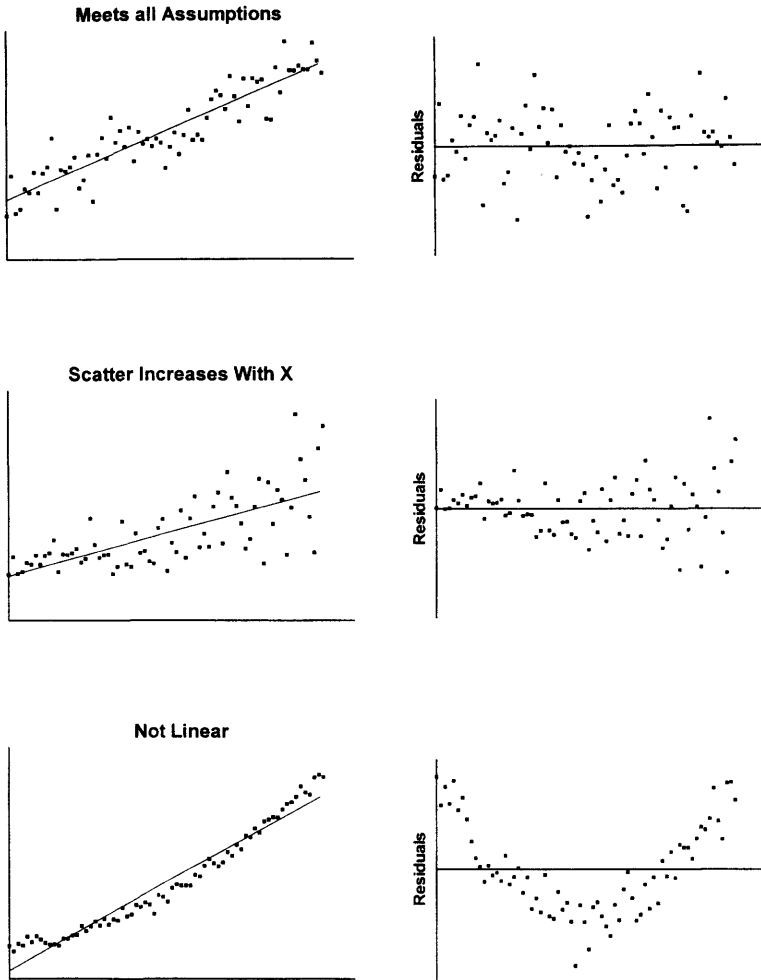 Meets all Assumptions
Residuals
Scatter Increases With X
Residuals
Not Linear
Residuals